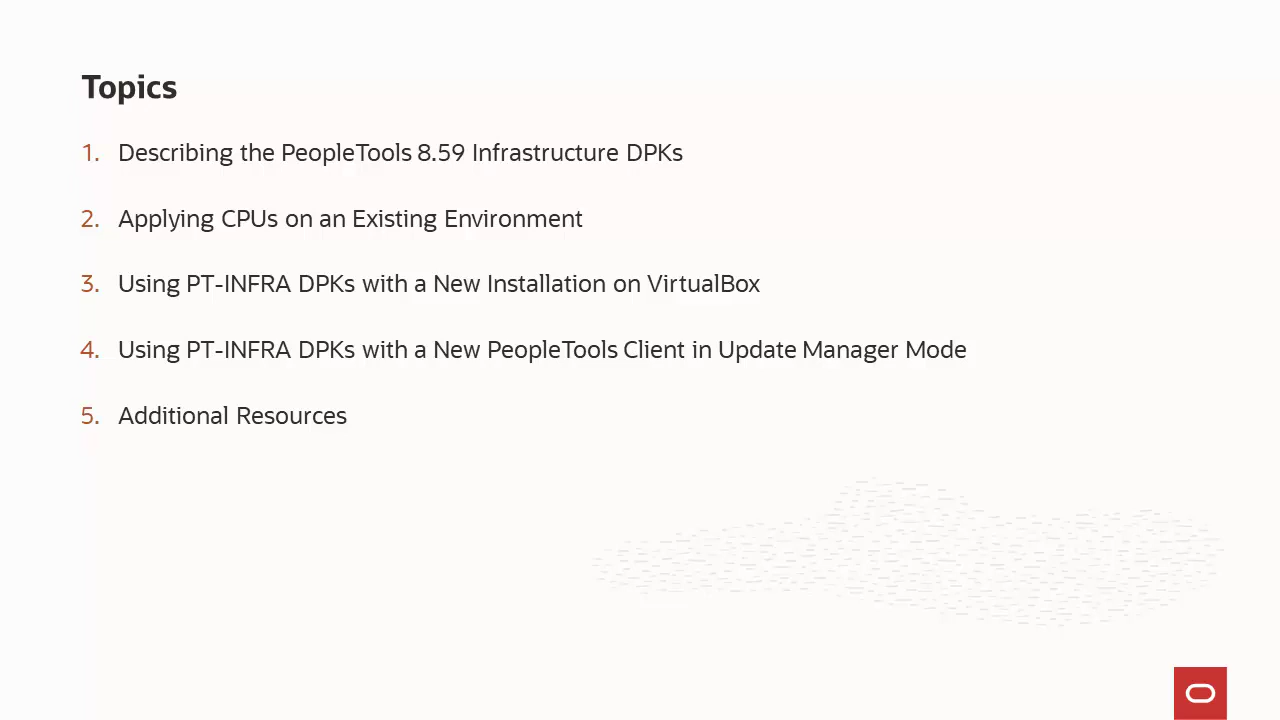 Topics
1. Describing the PeopleTools 8.59 Infrastructure DPKs
2. Applying CPUs on an Existing Environment
3. Using PT-INFRA DPKs with a New Installation on VirtualBox
4. Using PT-INFRA DPKs with a New PeopleTools Client in Update Manager Mode
5. Additional Resources